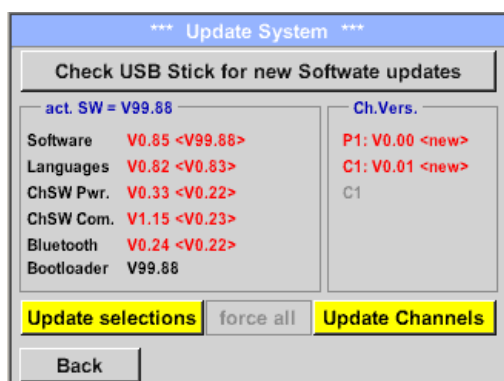 *** Update System ***
Check USB Stick for new Softwate updates
act. SW = V99.88
Software V0.85 <V99.88>
Languages V0.82 <V0.83>
ChSW Pwr. V0.33 <V0.22>
ChSW Com. V1.15 <V0.23>
Bluetooth V0.24 <V0.22>
Bootloader V99.88
Ch.Vers.
P1: V0.00 <new>
C1: V0.01 <new>
C1
Update selections
force all
Update Channels
Back